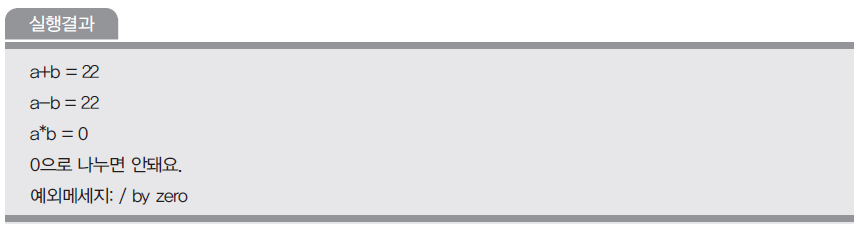 실행결과
a+b = 22
a-b = 22
a*b = 0
0으로 나누면 안돼요.
예외메세지: / by zero